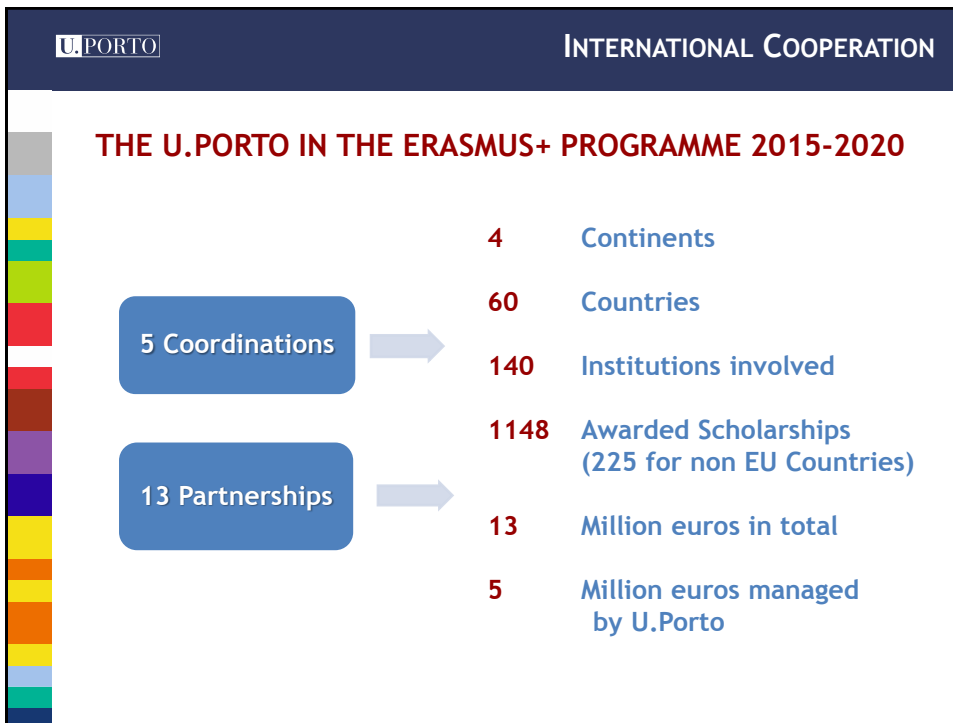 U.PORTO
INTERNATIONAL COOPERATION
THE U.PORTO IN THE ERASMUS+ PROGRAMME 2015-2020
5 Coordinations
13 Partnerships
4 Continents
60 Countries
140 Institutions involved
1148 Awarded Scholarships
(225 for non EU Countries)
13 Million euros in total
5 Million euros managed
by U.Porto